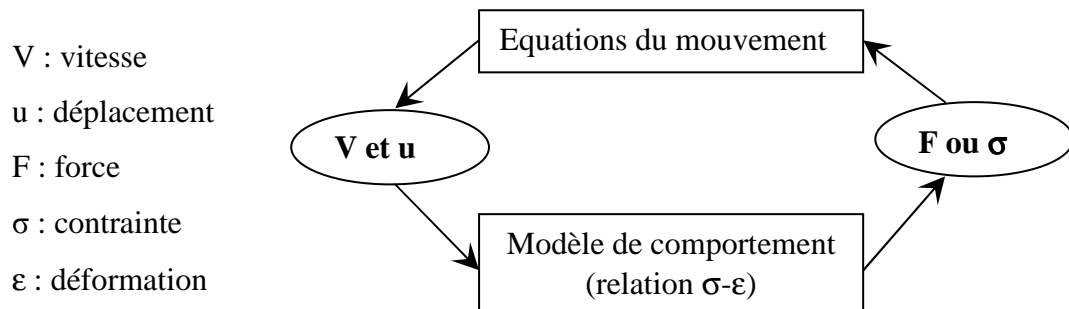 V : vitesse
u : déplacement
F : force
σ : contrainte
ε : déformation
Equations du mouvement
V et u
F ou σ
Modèle de comportement
(relation σ-ε)